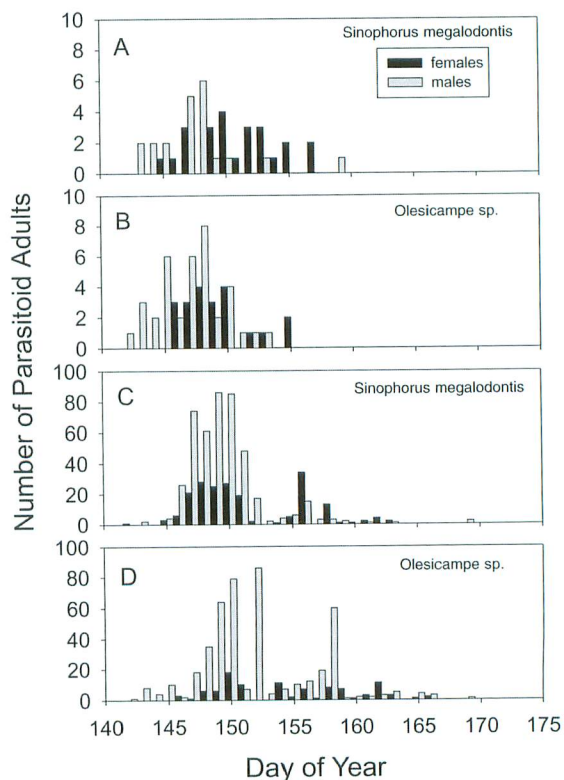 Number of Parasitoid Adults
A
Sinophorus megalodontis
females
males
10
8
6
4
2
0
B
Olesicampe sp.
10
8
6
4
2
0
C
Sinophorus megalodontis
100
80
60
40
20
0
D
Olesicampe sp.
100
80
60
40
20
0
140 145 150 155 160 165 170 175
Day of Year